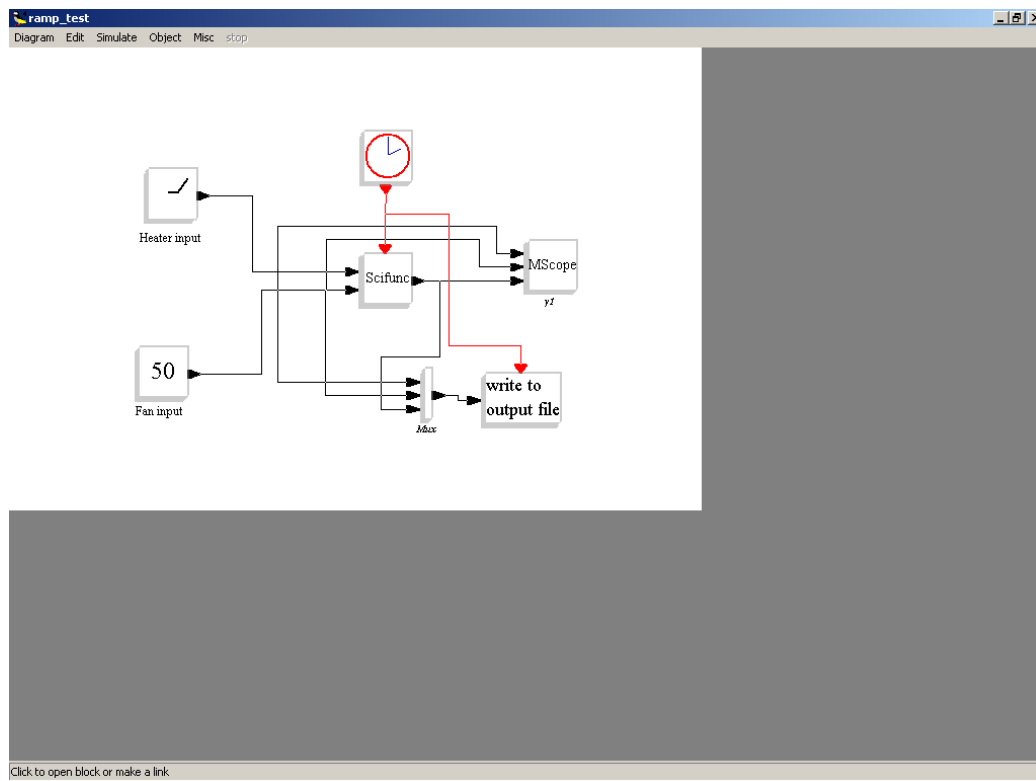 ramp_test
Diagram Edit Simulate Object Misc stop
Heater input
Scifunc
MScope
y1
50
Fan input
Mux
write to
output file
Click to open block or make a link